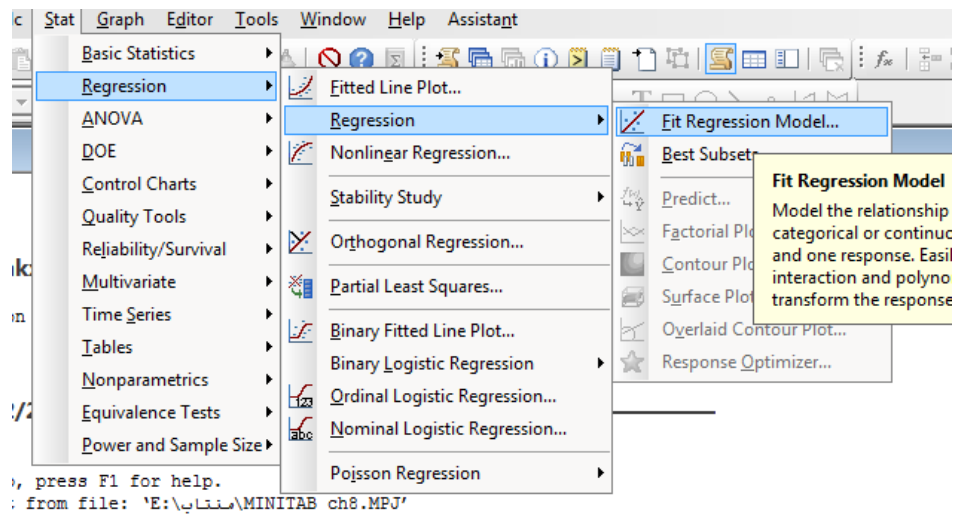 Stat Graph Editor Tools Window Help Assistant
Basic Statistics
Regression
ANOVA
DOE
Control Charts
Quality Tools
Reliability/Survival
Multivariate
Time Series
Tables
Nonparametrics
Equivalence Tests
Power and Sample Size
Fitted Line Plot...
Regression
Nonlinear Regression...
Stability Study
Orthogonal Regression...
Partial Least Squares...
Binary Fitted Line Plot...
Binary Logistic Regression
Ordinal Logistic Regression...
Nominal Logistic Regression...
Poisson Regression
Fit Regression Model...
Best Subsets
Predict...
Factorial Plo
Contour Plo
Surface Plot
Overlaid Contour Plot...
Response Optimizer...
Fit Regression Model
Model the relationship
categorical or continuo
and one response. Easil
interaction and polyno
transform the response
, press F1 for help.
from file: 'E:\منتاب\MINITAB ch8.MPJ'